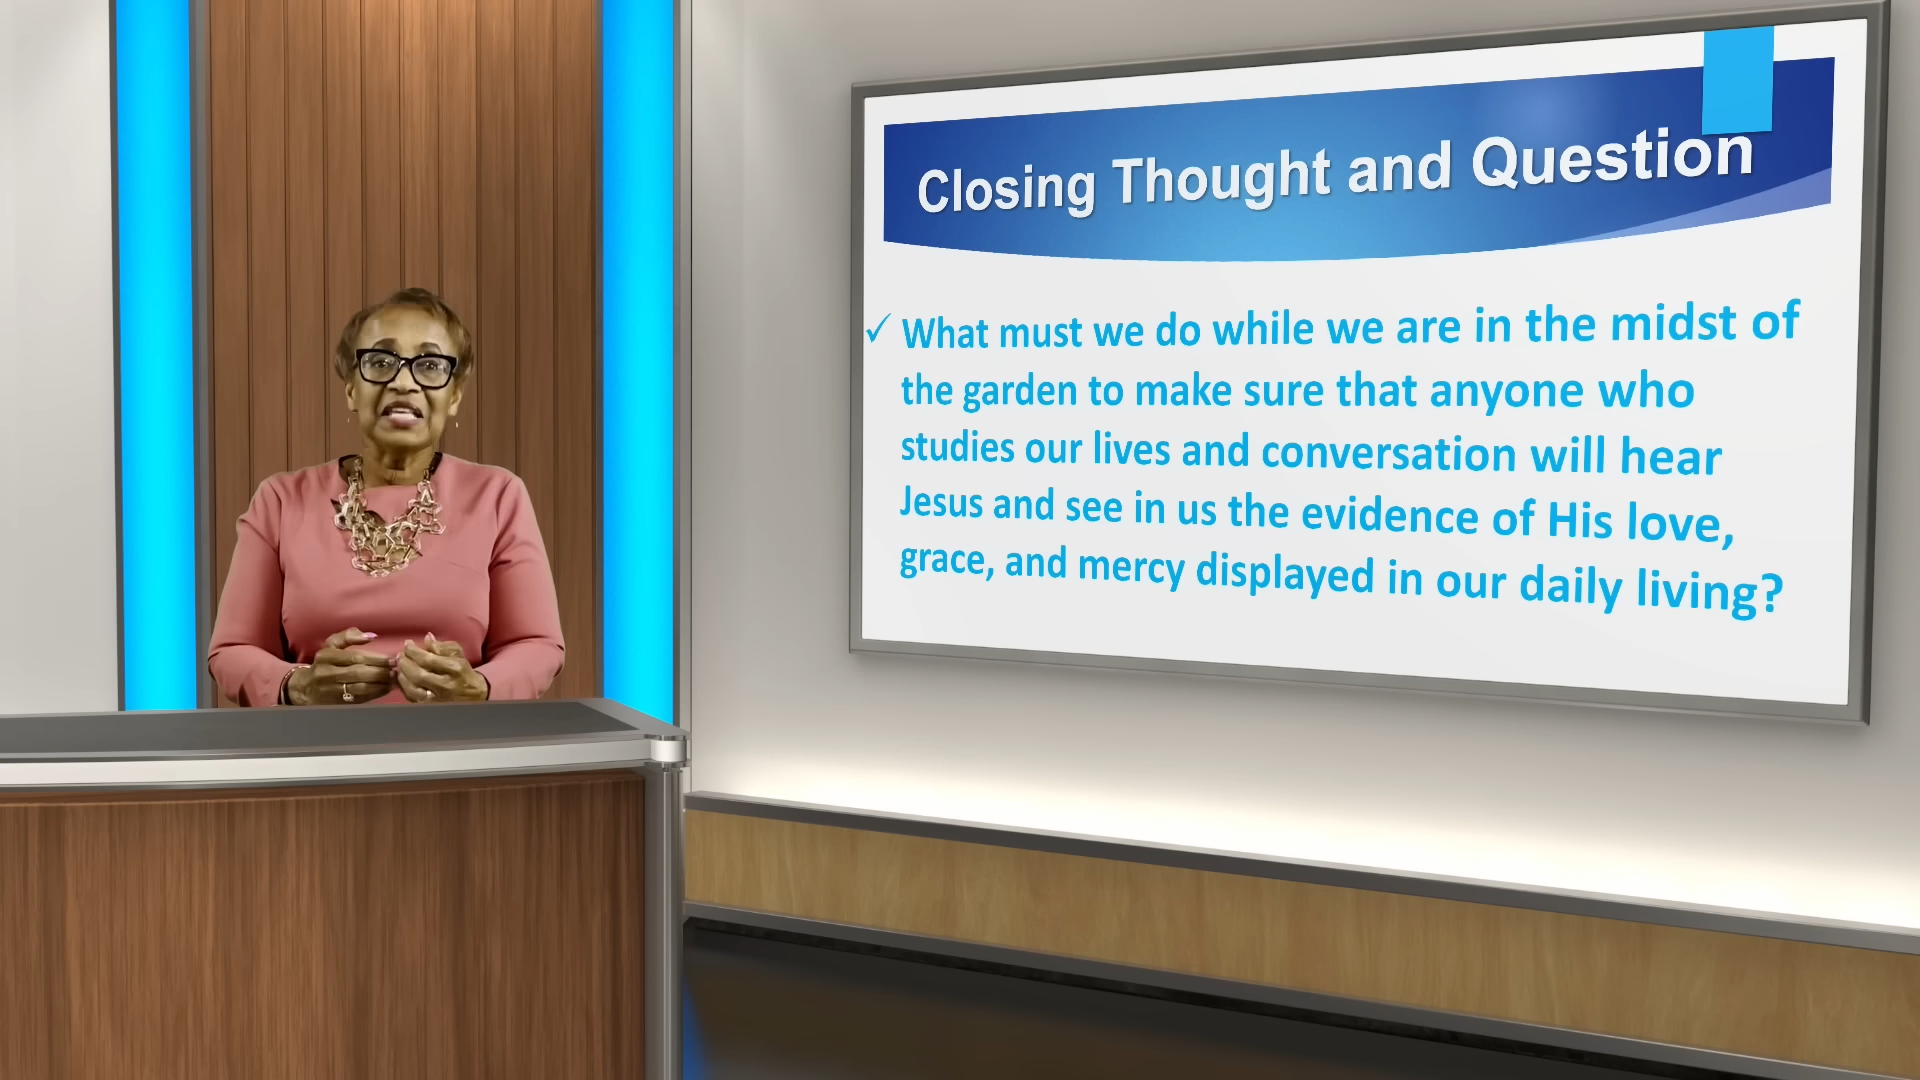 Closing Thought and Question
✓ What must we do while we are in the midst of
the garden to make sure that anyone who
studies our lives and conversation will hear
Jesus and see in us the evidence of His love,
grace, and mercy displayed in our daily living?